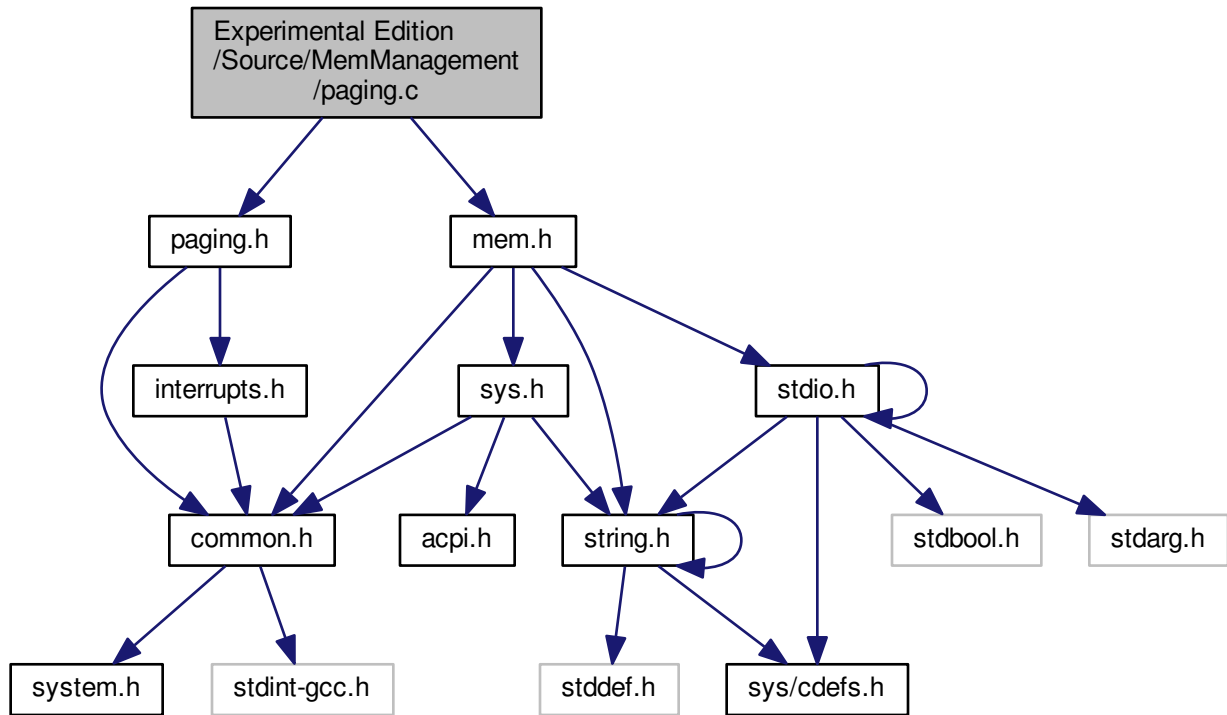 Experimental Edition
/Source/MemManagement
/paging.c
paging.h
mem.h
interrupts.h
sys.h
stdio.h
common.h
acpi.h
string.h
stdbool.h
stdarg.h
system.h
stdint-gcc.h
stddef.h
sys/cdefs.h